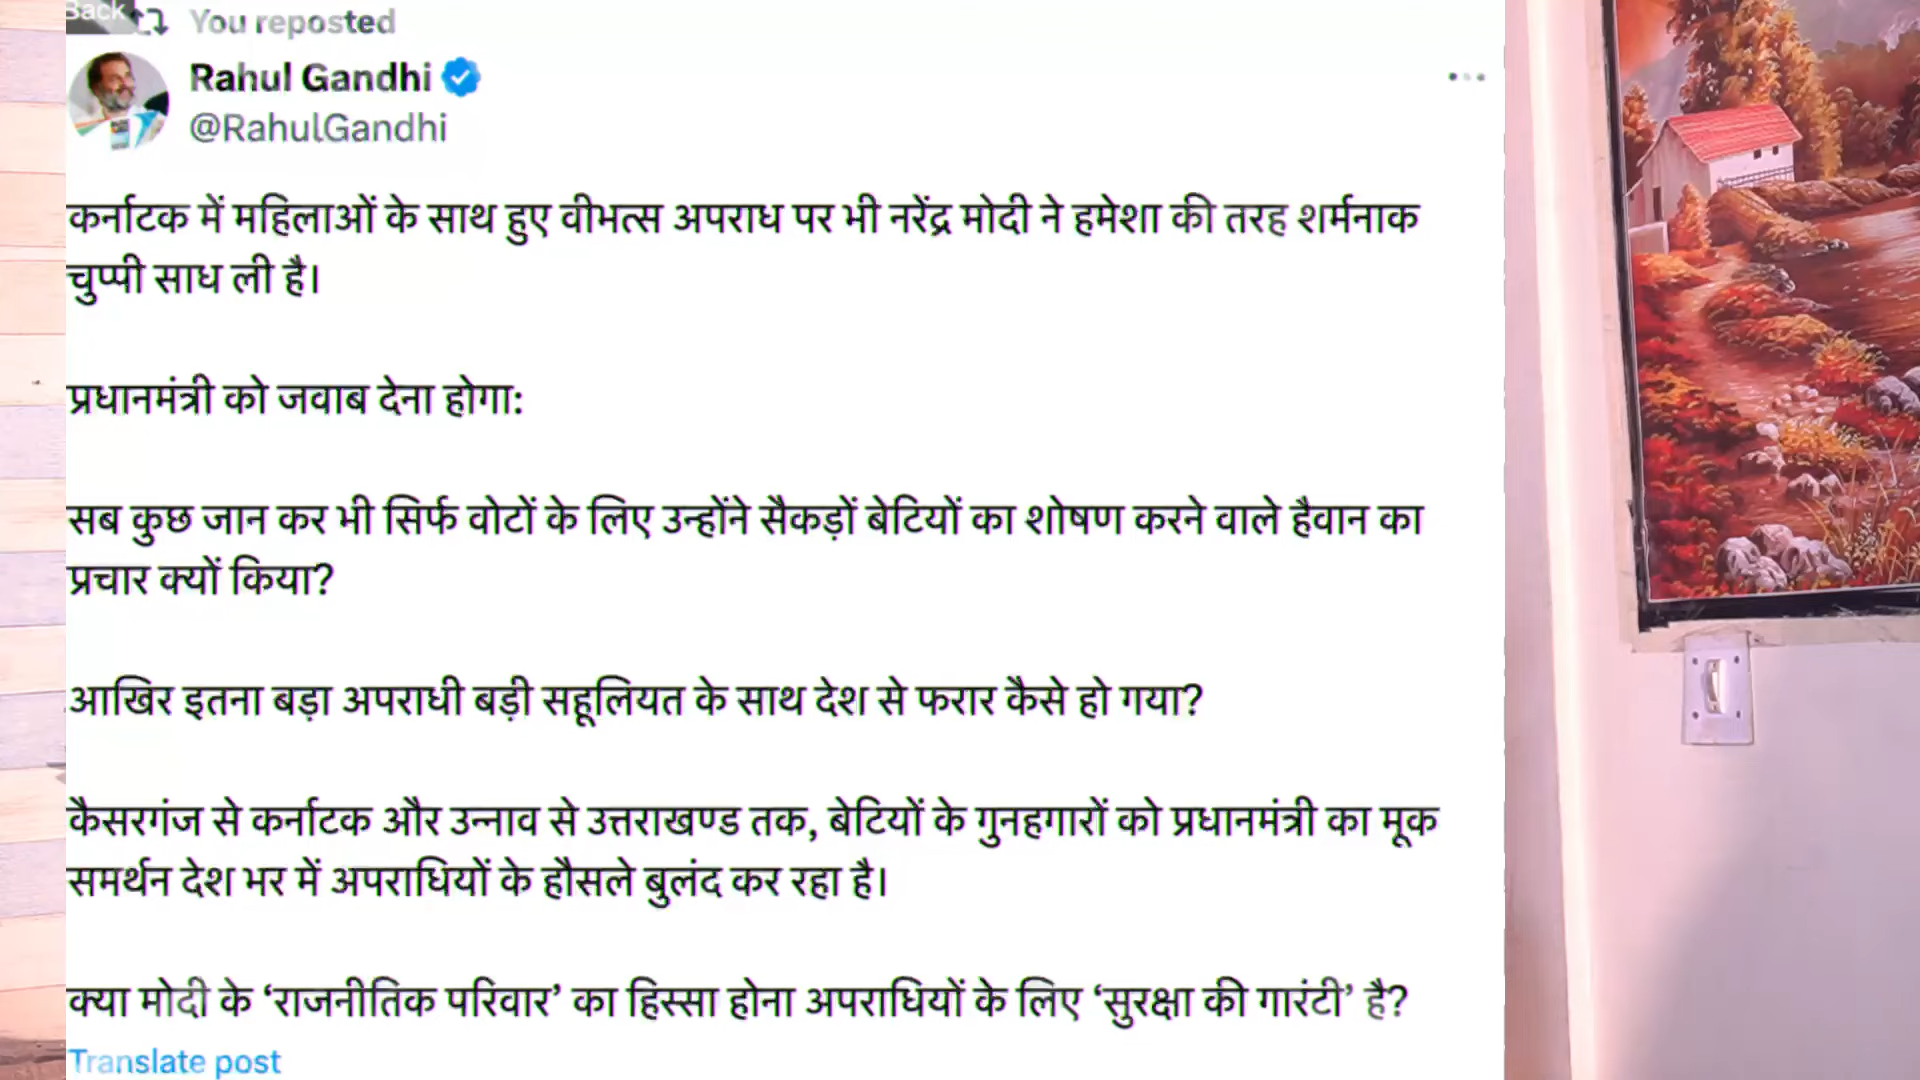 Back
You reposted
Rahul Gandhi
@RahulGandhi
कर्नाटक में महिलाओं के साथ हुए वीभत्स अपराध पर भी नरेंद्र मोदी ने हमेशा की तरह शर्मनाक
चुप्पी साध ली है।
प्रधानमंत्री को जवाब देना होगा:
सब कुछ जान कर भी सिर्फ वोटों के लिए उन्होंने सैकड़ों बेटियों का शोषण करने वाले हैवान का
प्रचार क्यों किया?
आखिर इतना बड़ा अपराधी बड़ी सहूलियत के साथ देश से फरार कैसे हो गया?
कैसरगंज से कर्नाटक और उन्नाव से उत्तराखण्ड तक, बेटियों के गुनहगारों को प्रधानमंत्री का मूक
समर्थन देश भर में अपराधियों के हौसले बुलंद कर रहा है।
क्या मोदी के ‘राजनीतिक परिवार’ का हिस्सा होना अपराधियों के लिए ‘सुरक्षा की गारंटी’ है?
Translate post